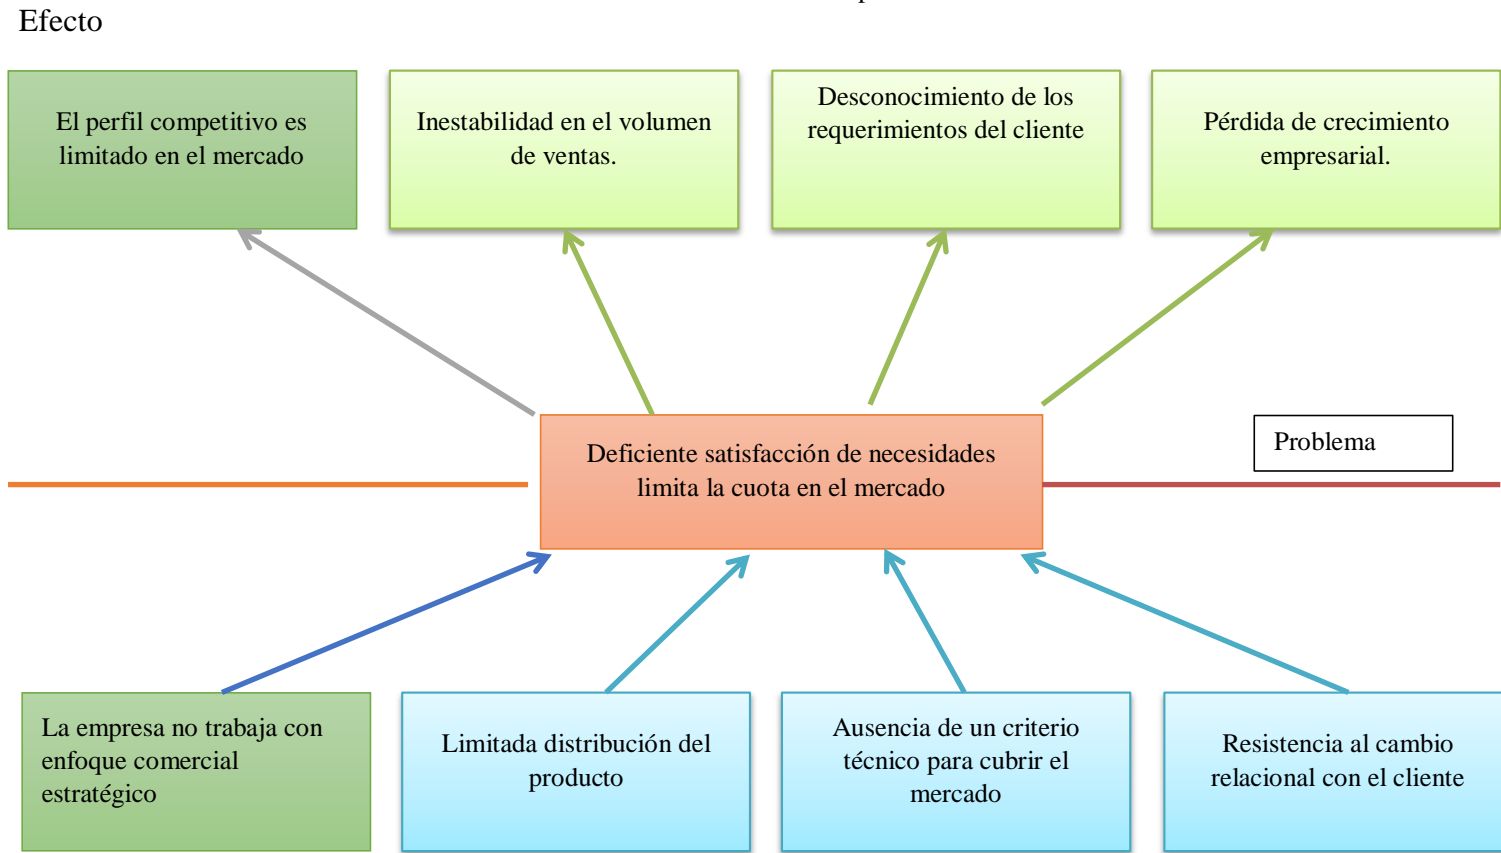 Efecto
El perfil competitivo es
limitado en el mercado
Inestabilidad en el volumen
de ventas.
Desconocimiento de los
requerimientos del cliente
Pérdida de crecimiento
empresarial.
Deficiente satisfacción de necesidades
limita la cuota en el mercado
Problema
La empresa no trabaja con
enfoque comercial
estratégico
Limitada distribución del
producto
Ausencia de un criterio
técnico para cubrir el
mercado
Resistencia al cambio
relacional con el cliente